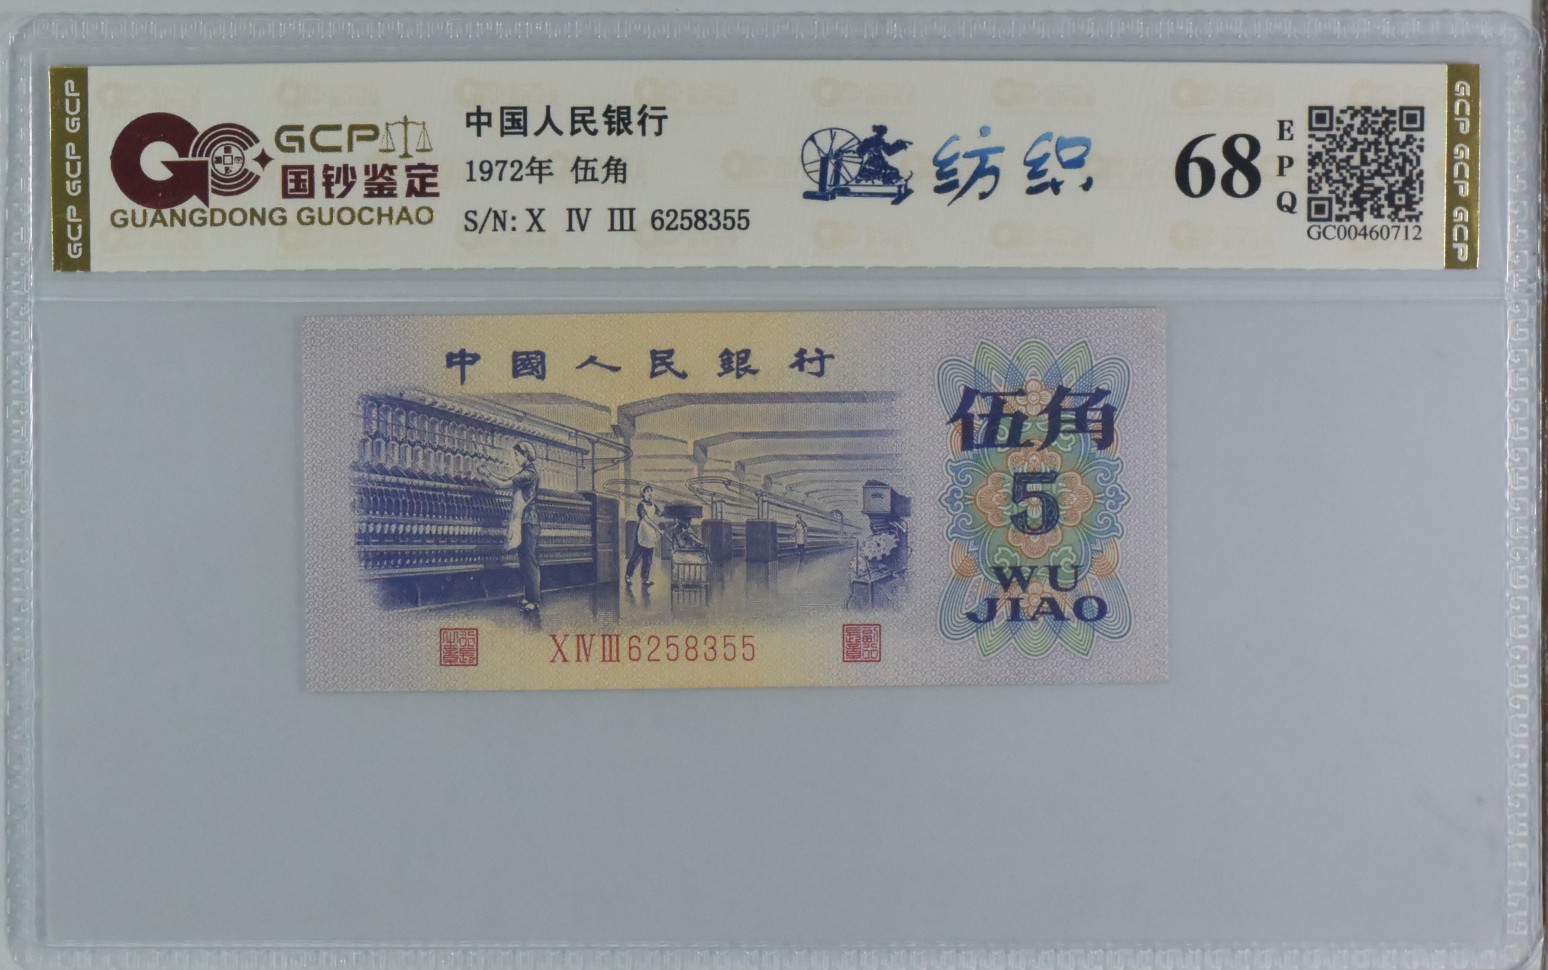 GCP GCP GCP
GCP
国钞鉴定
GUANGDONG GUOCHAO
中国人民银行
1972年 伍角
S/N: X Ⅳ Ⅲ 6258355
纺织
68
EPQ
GC00460712
GCP GCP GCP
中國人民銀行
伍角
5
WU
JIAO
ⅩⅣⅢ6258355